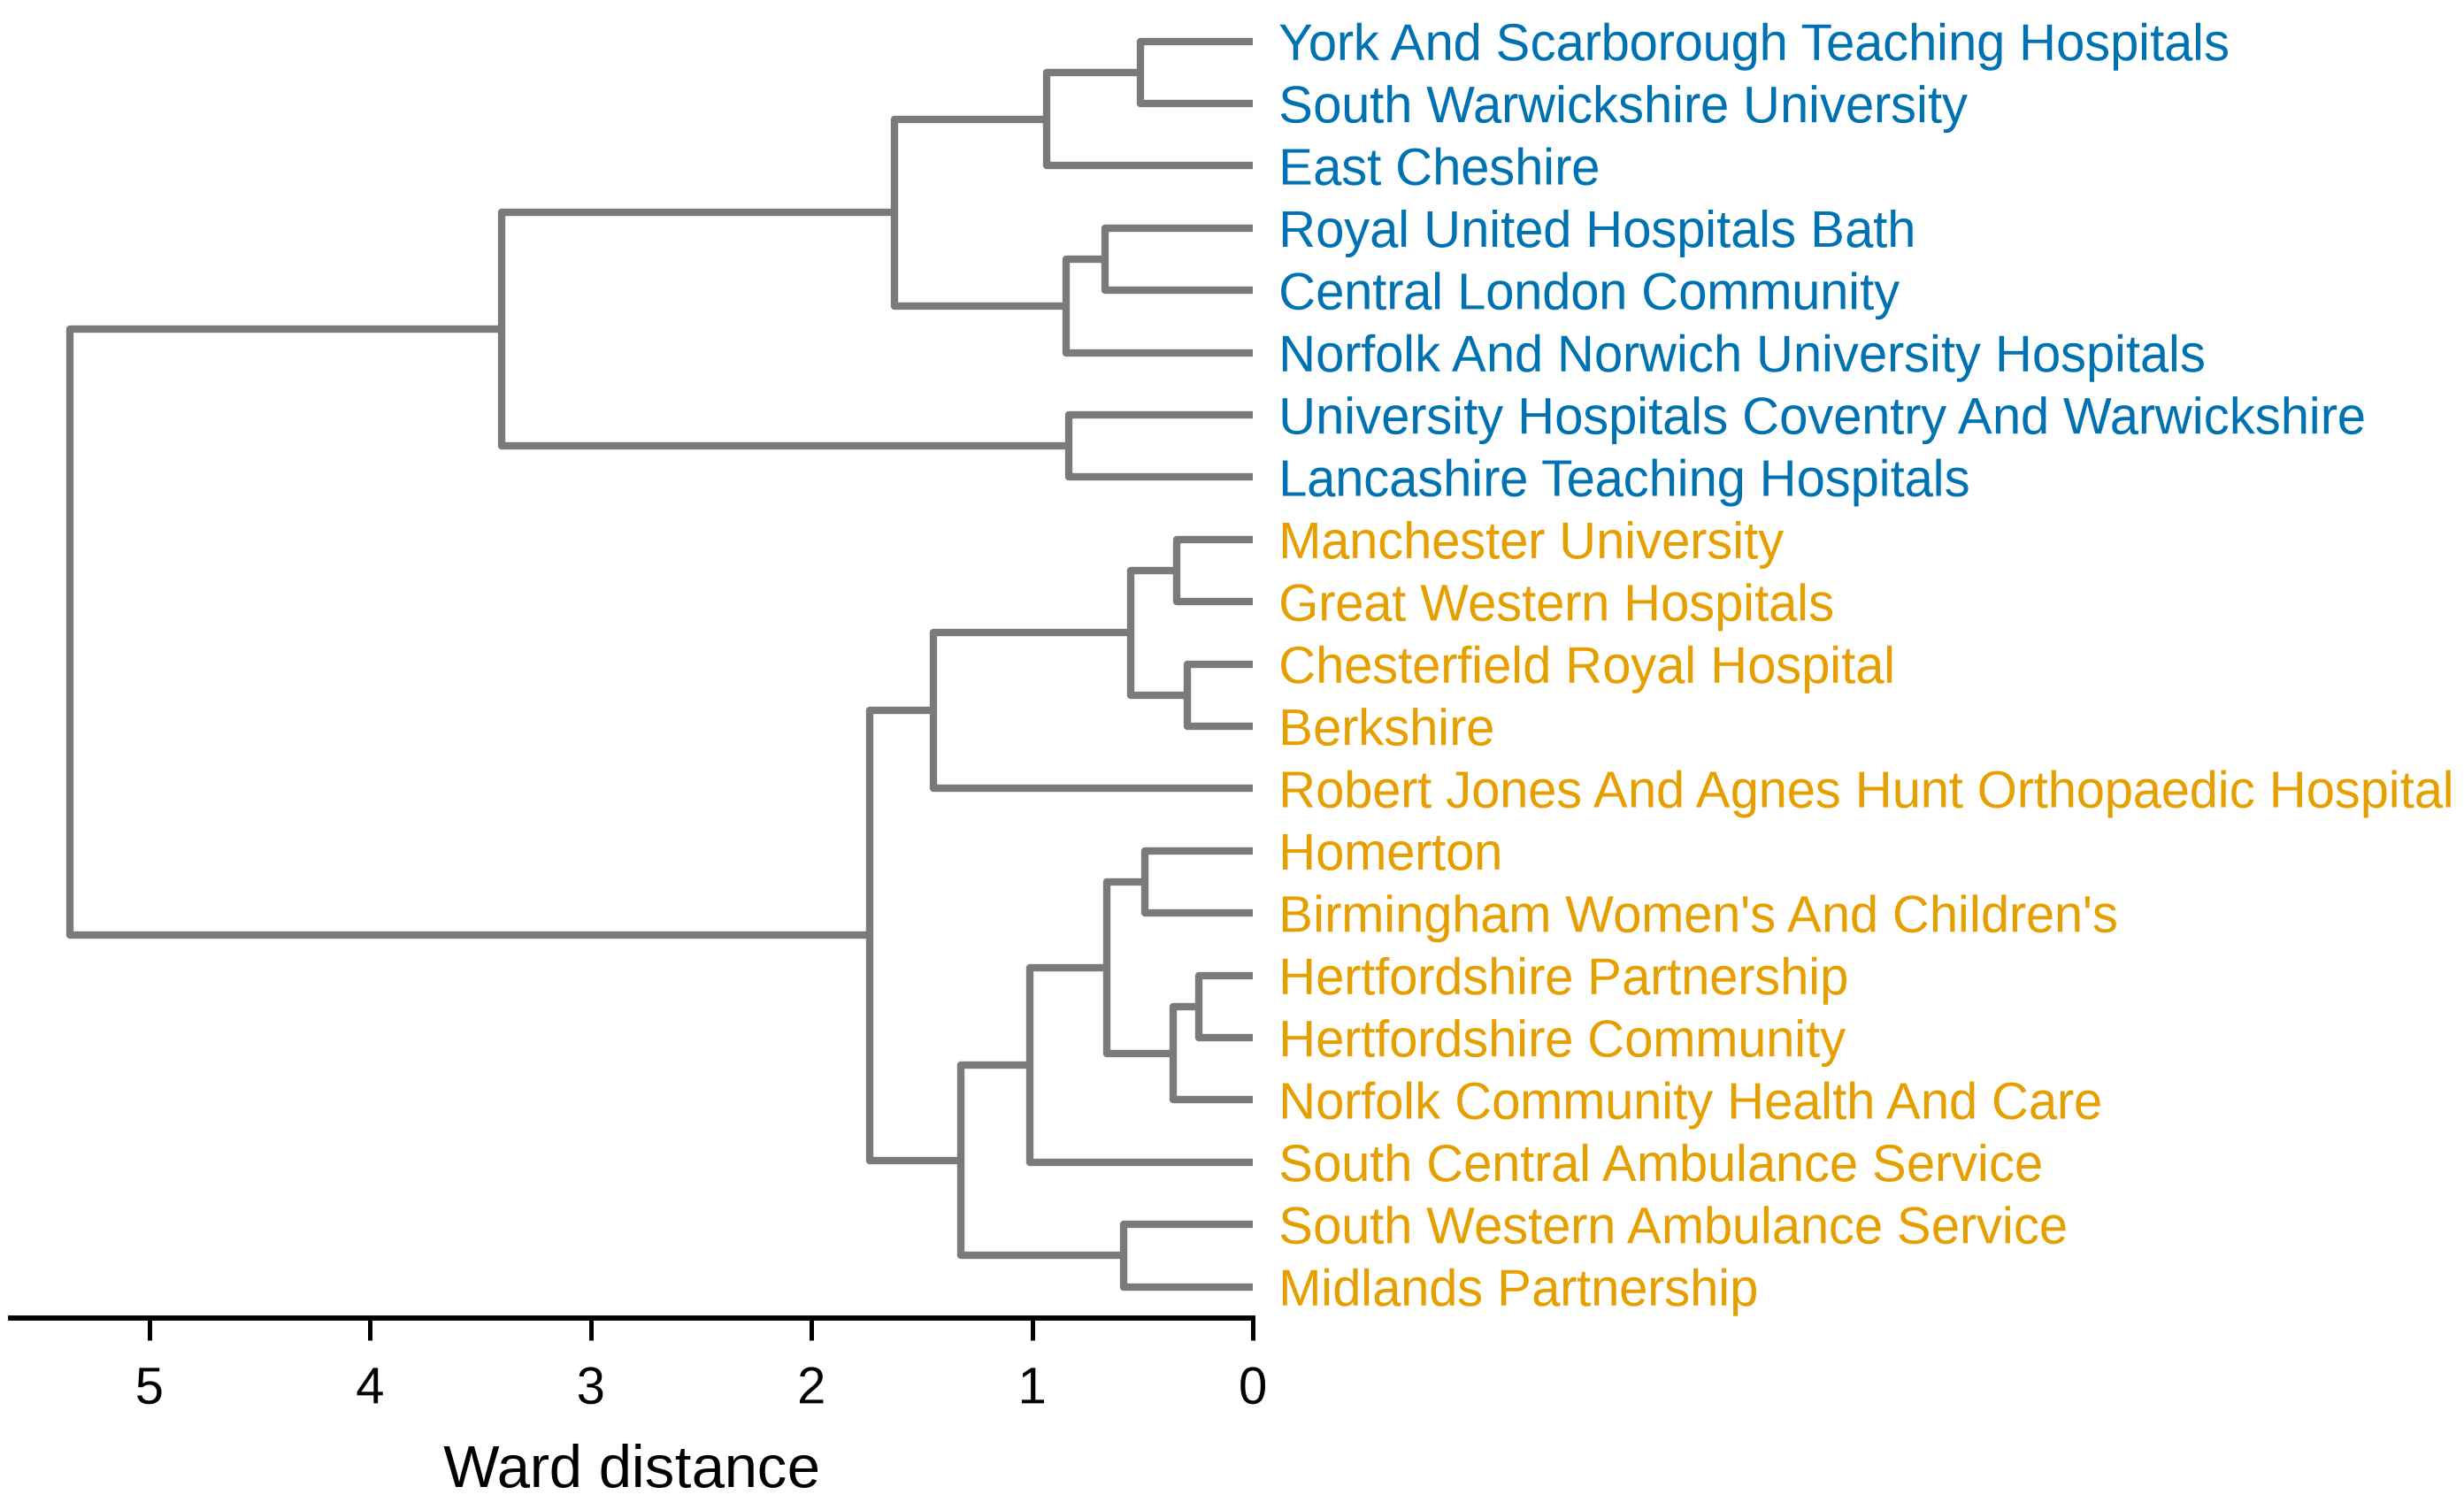 York And Scarborough Teaching Hospitals
South Warwickshire University
East Cheshire
Royal United Hospitals Bath
Central London Community
Norfolk And Norwich University Hospitals
University Hospitals Coventry And Warwickshire
Lancashire Teaching Hospitals
Manchester University
Great Western Hospitals
Chesterfield Royal Hospital
Berkshire
Robert Jones And Agnes Hunt Orthopaedic Hospital
Homerton
Birmingham Women's And Children's
Hertfordshire Partnership
Hertfordshire Community
Norfolk Community Health And Care
South Central Ambulance Service
South Western Ambulance Service
Midlands Partnership
5 4 3 2 1 0
Ward distance